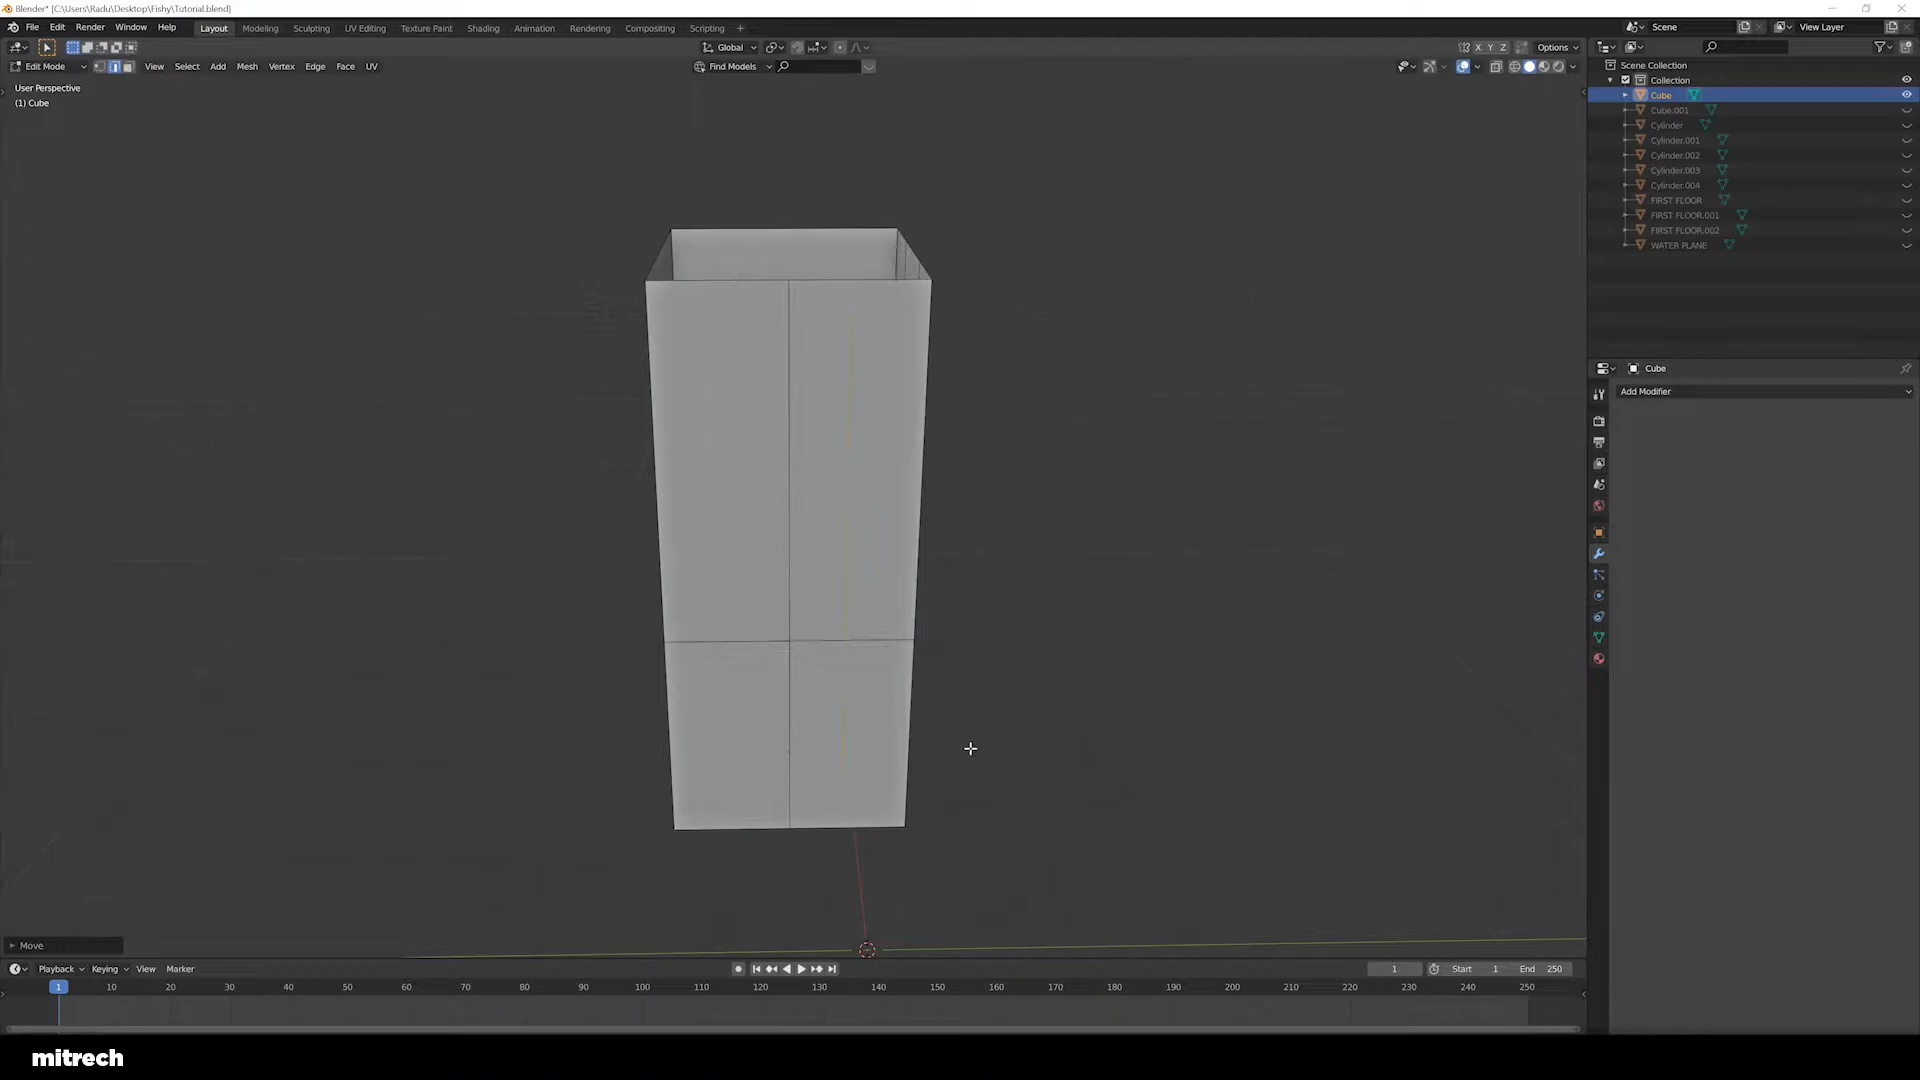 Blender* [C:\Users\Radu\Desktop\Fishy\Tutorial.blend]
File Edit Render Window Help Layout Modeling Sculpting UV Editing Texture Paint Shading Animation Rendering Compositing Scripting + Scene View Layer
Global X Y Z Options
Edit Mode View Select Add Mesh Vertex Edge Face UV Find Models
User Perspective
(1) Cube
Scene Collection
Collection
Cube
Cube.001
Cylinder
Cylinder.001
Cylinder.002
Cylinder.003
Cylinder.004
FIRST FLOOR
FIRST FLOOR.001
FIRST FLOOR.002
WATER PLANE
Cube
Add Modifier
Move
Playback Keying View Marker 1 Start 1 End 250
1 10 20 30 40 50 60 70 80 90 100 110 120 130 140 150 160 170 180 190 200 210 220 230 240 250
mitrech